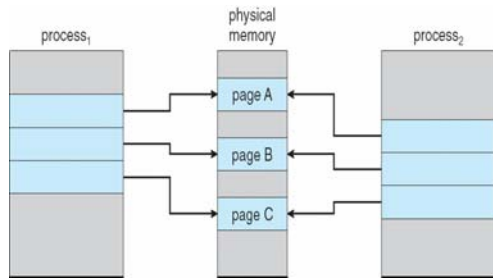 process₁
physical
memory
process₂
page A
page B
page C